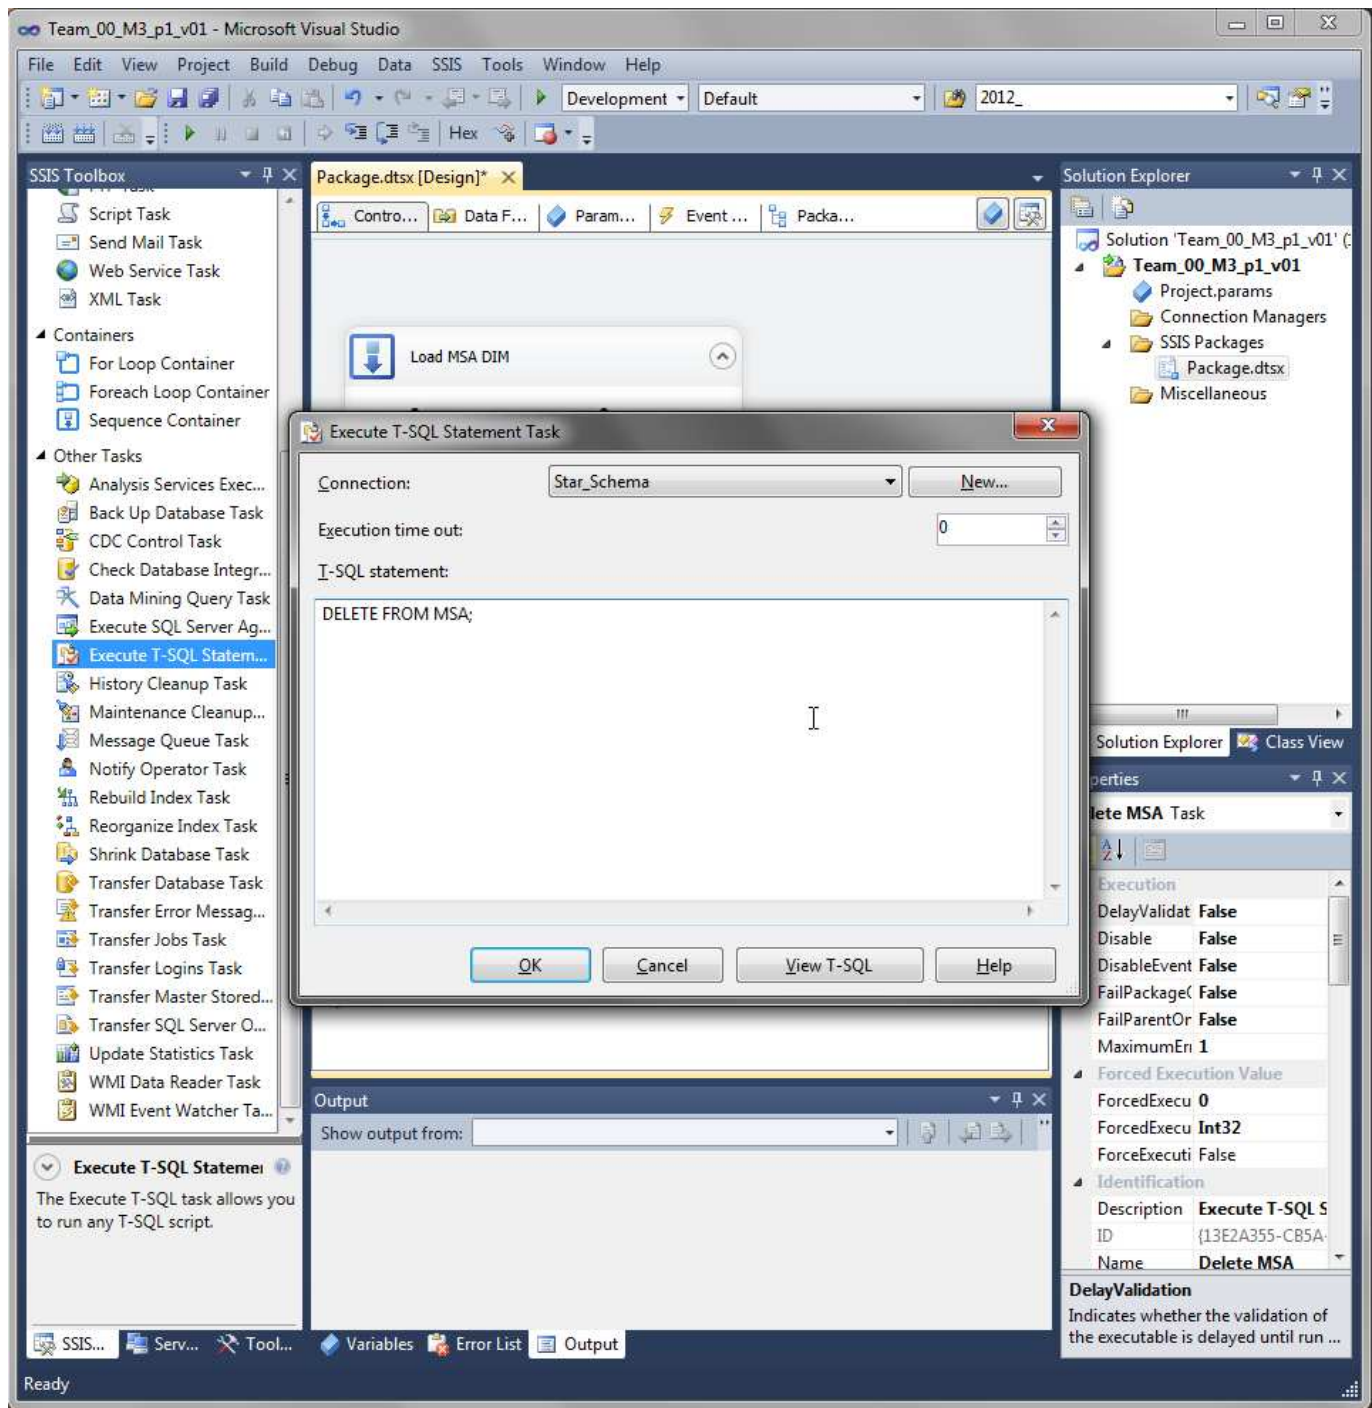 Team_00_M3_p1_v01 - Microsoft Visual Studio
File Edit View Project Build Debug Data SSIS Tools Window Help
Development Default 2012_
Hex
SSIS Toolbox
Script Task
Send Mail Task
Web Service Task
XML Task
Containers
For Loop Container
Foreach Loop Container
Sequence Container
Other Tasks
Analysis Services Exec...
Back Up Database Task
CDC Control Task
Check Database Integr...
Data Mining Query Task
Execute SQL Server Ag...
Execute T-SQL Statem...
History Cleanup Task
Maintenance Cleanup...
Message Queue Task
Notify Operator Task
Rebuild Index Task
Reorganize Index Task
Shrink Database Task
Transfer Database Task
Transfer Error Messag...
Transfer Jobs Task
Transfer Logins Task
Transfer Master Stored...
Transfer SQL Server O...
Update Statistics Task
WMI Data Reader Task
WMI Event Watcher Ta...
Execute T-SQL Statemer
The Execute T-SQL task allows you
to run any T-SQL script.
SSIS... Serv... Tool...
Package.dtsx [Design]*
Contro... Data F... Param... Event ... Packa...
Load MSA DIM
Execute T-SQL Statement Task
Connection: Star_Schema New...
Execution time out: 0
T-SQL statement:
DELETE FROM MSA;
OK Cancel View T-SQL Help
Output
Show output from:
Variables Error List Output
Solution Explorer
Solution 'Team_00_M3_p1_v01' (
Team_00_M3_p1_v01
Project.params
Connection Managers
SSIS Packages
Package.dtsx
Miscellaneous
Solution Explorer Class View
perties
lete MSA Task
Execution
DelayValidat False
Disable False
DisableEvent False
FailPackage( False
FailParentOr False
MaximumErr 1
Forced Execution Value
ForcedExecu 0
ForcedExecu Int32
ForceExecuti False
Identification
Description Execute T-SQL S
ID {13E2A355-CB5A-
Name Delete MSA
DelayValidation
Indicates whether the validation of
the executable is delayed until run ...
Ready